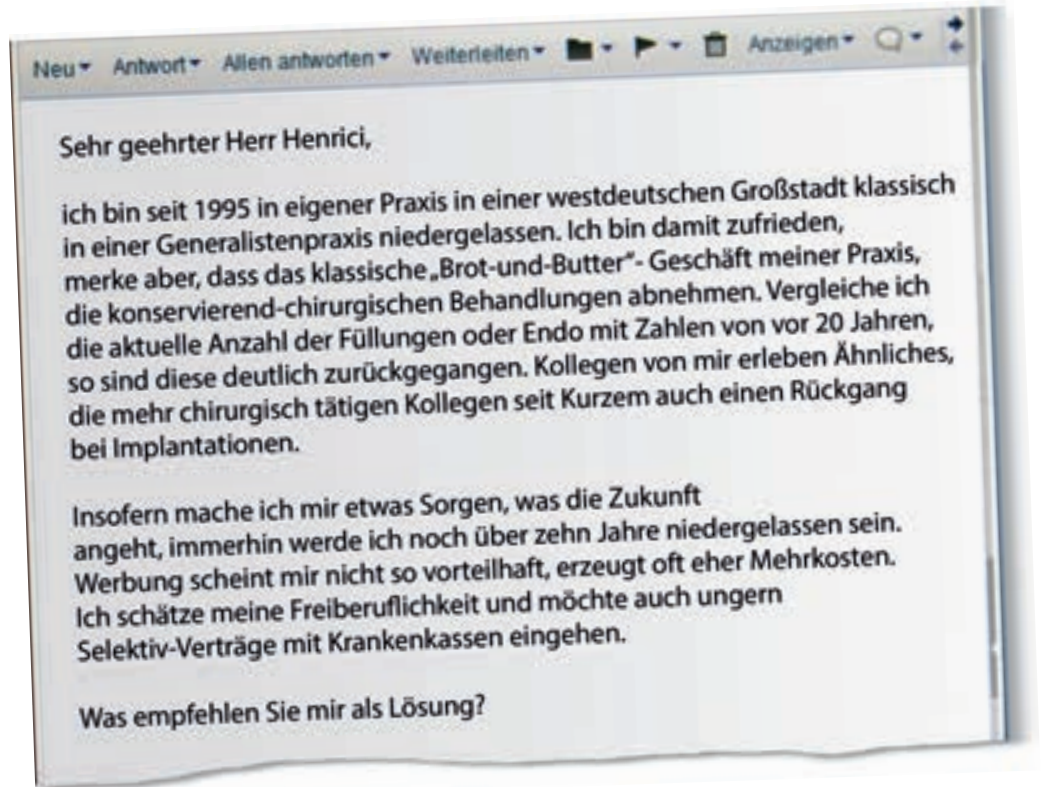 Neu Antwort Allen antworten Weiterleiten Anzeigen
Sehr geehrter Herr Henrici,
ich bin seit 1995 in eigener Praxis in einer westdeutschen Großstadt klassisch
in einer Generalistenpraxis niedergelassen. Ich bin damit zufrieden,
merke aber, dass das klassische „Brot-und-Butter“- Geschäft meiner Praxis,
die konservierend-chirurgischen Behandlungen abnehmen. Vergleiche ich
die aktuelle Anzahl der Füllungen oder Endo mit Zahlen von vor 20 Jahren,
so sind diese deutlich zurückgegangen. Kollegen von mir erleben Ähnliches,
die mehr chirurgisch tätigen Kollegen seit Kurzem auch einen Rückgang
bei Implantationen.
Insofern mache ich mir etwas Sorgen, was die Zukunft
angeht, immerhin werde ich noch über zehn Jahre niedergelassen sein.
Werbung scheint mir nicht so vorteilhaft, erzeugt oft eher Mehrkosten.
Ich schätze meine Freiberuflichkeit und möchte auch ungern
Selektiv-Verträge mit Krankenkassen eingehen.
Was empfehlen Sie mir als Lösung?